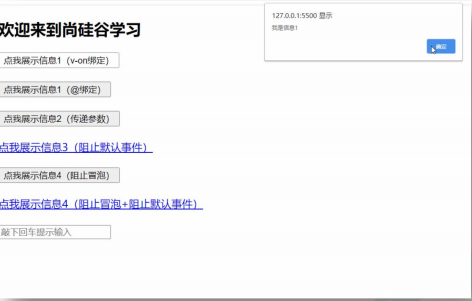 欢迎来到尚硅谷学习
点我展示信息1（v-on绑定）
点我展示信息1（@绑定）
点我展示信息2（传递参数）
点我展示信息3（阻止默认事件）
点我展示信息4（阻止冒泡）
点我展示信息4（阻止冒泡+阻止默认事件）
敲下回车提示输入
127.0.0.1:5500 显示
我是信息1
确定